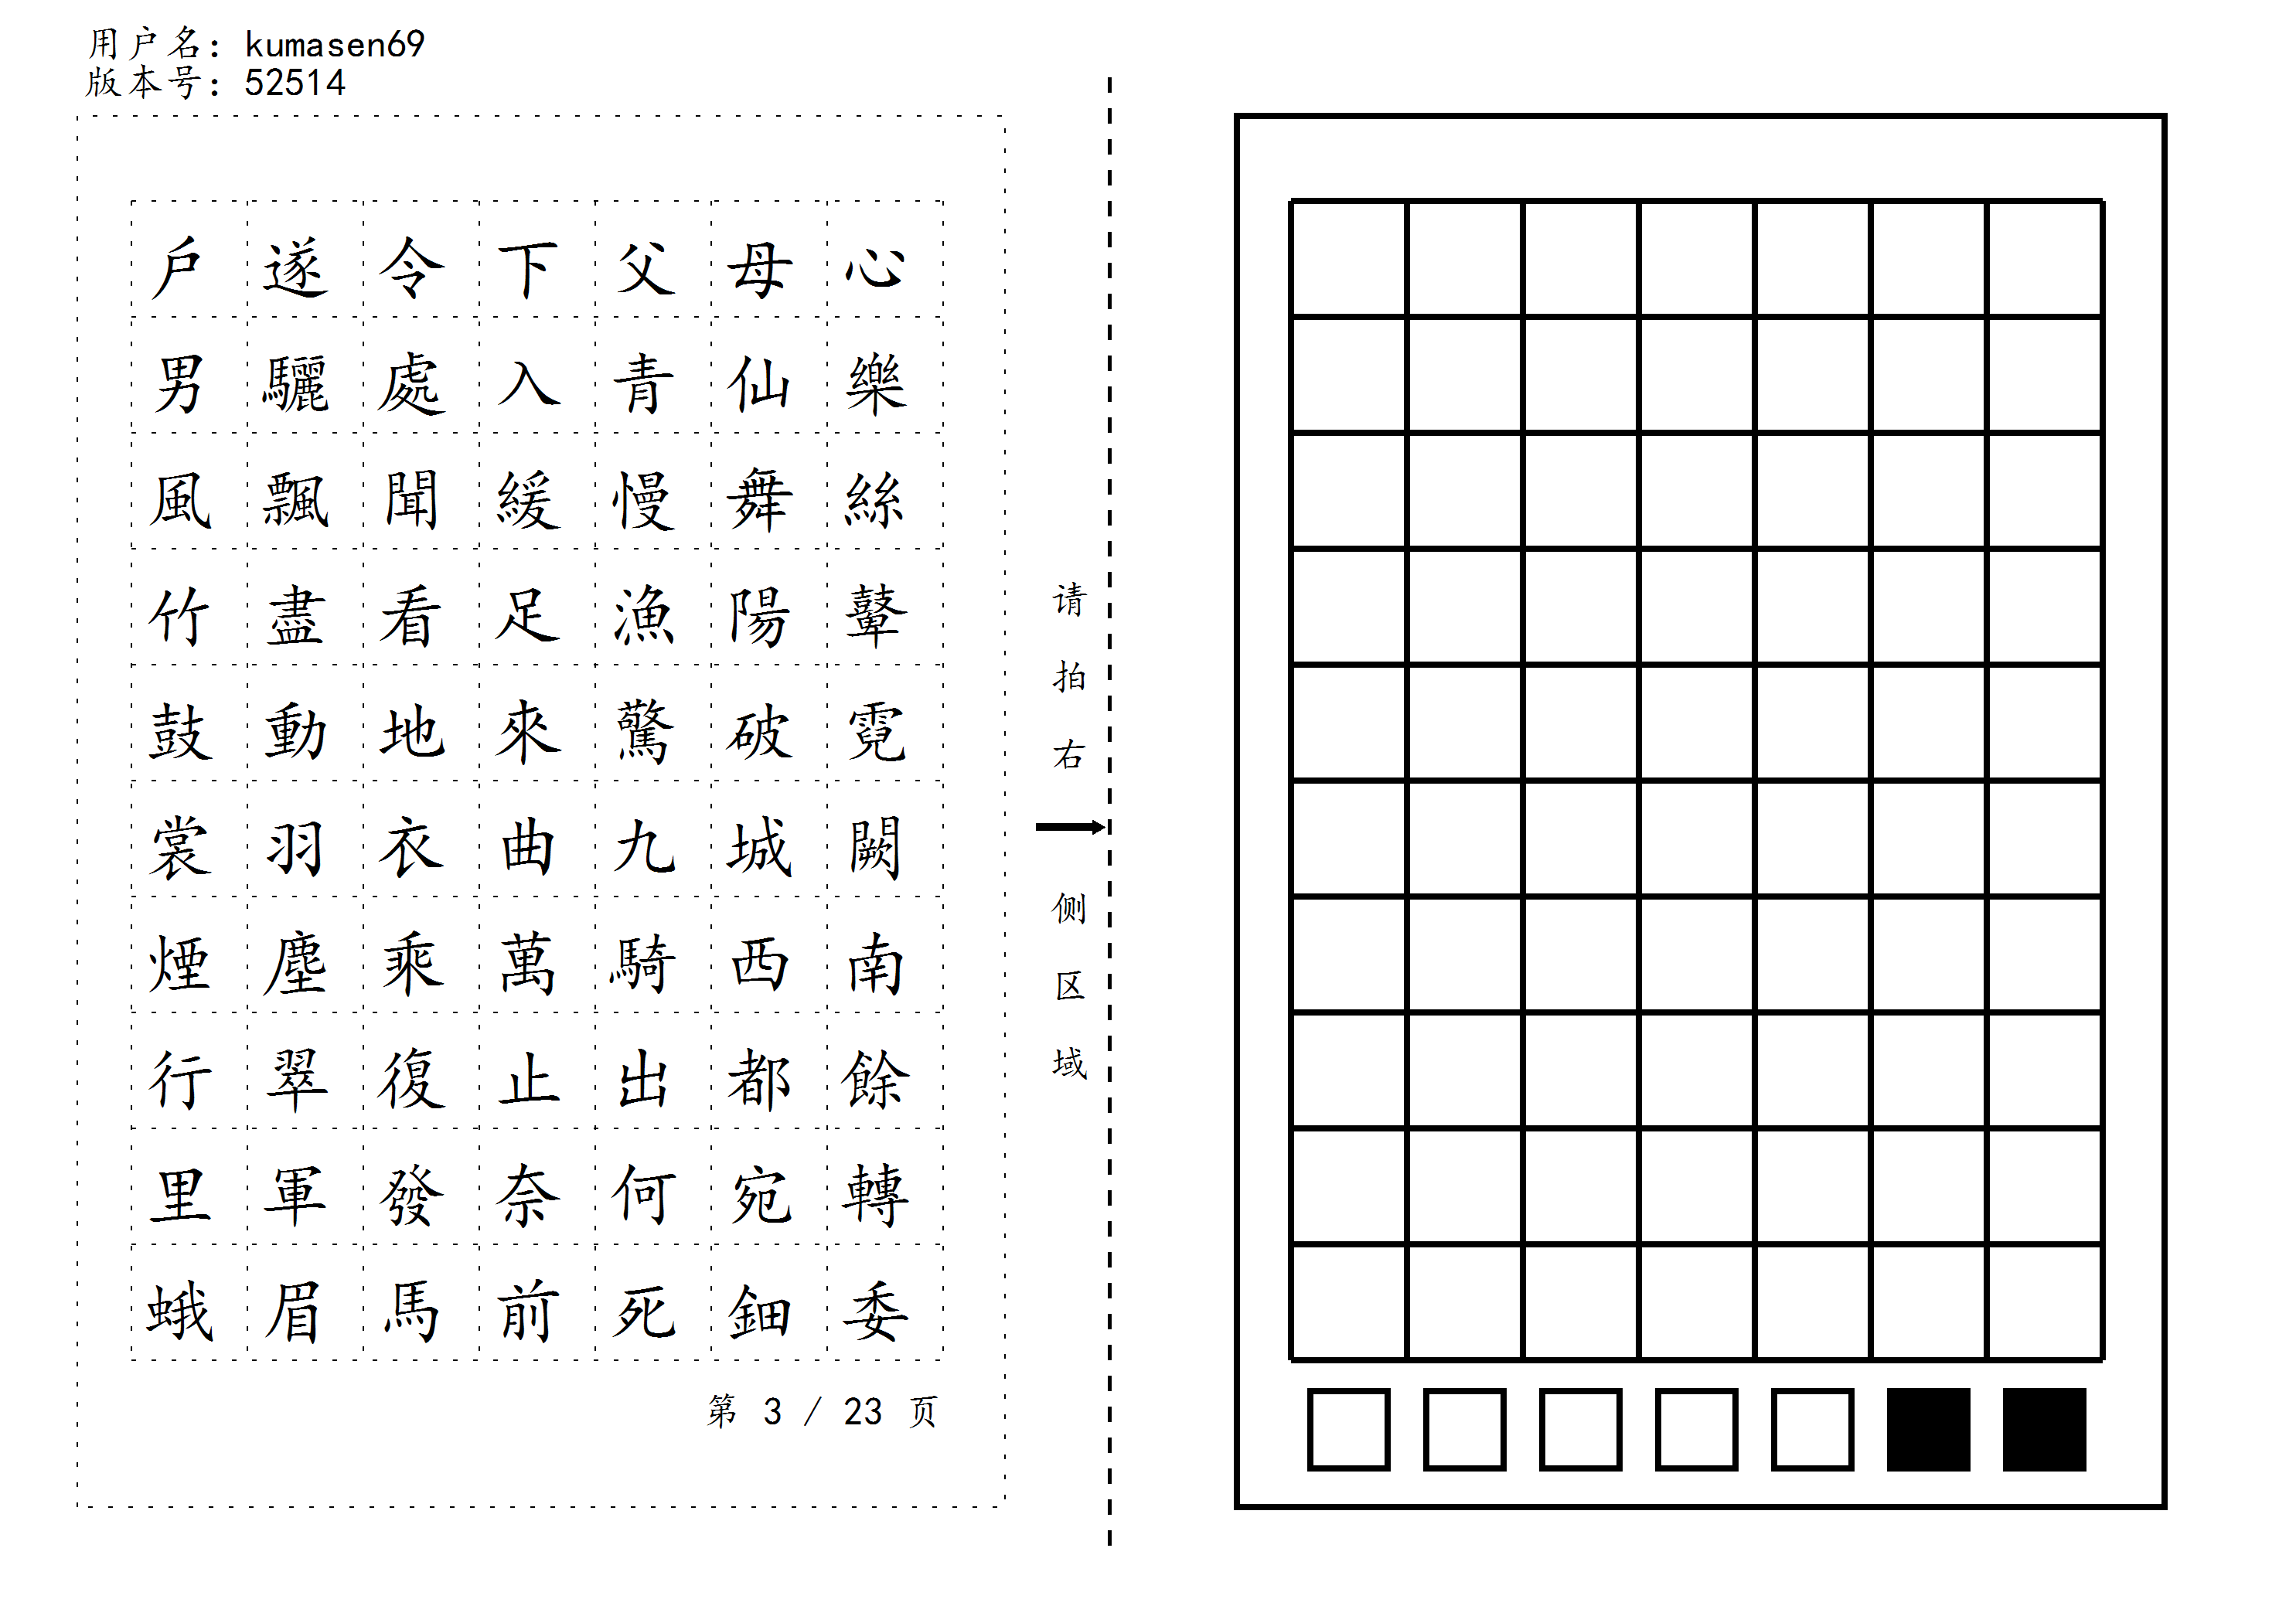 用户名：kumasen69
版本号：52514
戶遂令下父母心
男驪處入青仙樂
風飄聞緩慢舞絲
竹盡看足漁陽鼙
鼓動地來驚破霓
裳羽衣曲九城闕
煙塵乘萬騎西南
行翠復止出都餘
里軍發奈何宛轉
蛾眉馬前死鈿委
第 3 / 23 页
请拍右侧区域